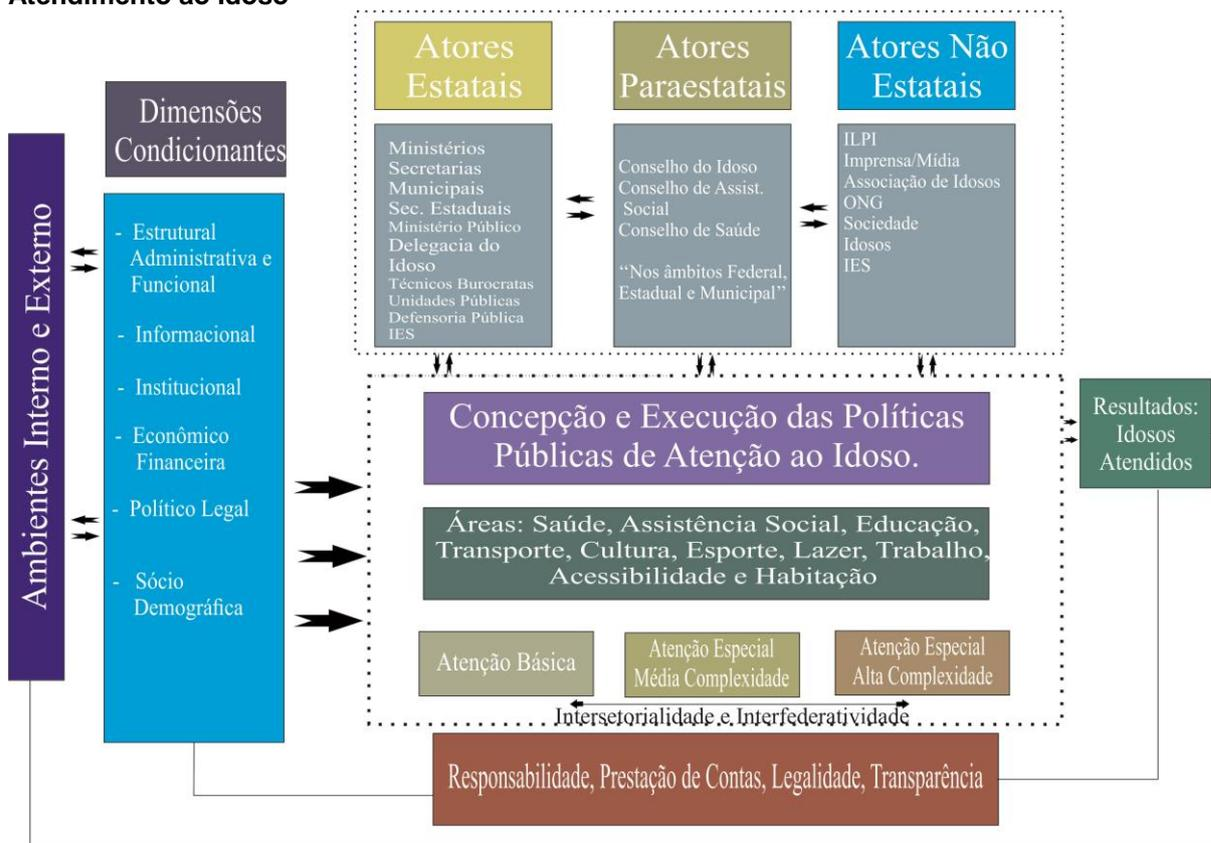 Atendimento ao Idoso
Atores
Estatais
Atores
Paraestatais
Atores Não
Estatais
Dimensões
Condicionantes
Ambientes Interno e Externo
- Estrutural
Administrativa e
Funcional
- Informacional
- Institucional
- Econômico
Financeira
- Político Legal
- Sócio
Demográfica
Ministérios
Secretarias
Municipais
Sec. Estaduais
Ministério Público
Delegacia do
Idoso
Técnicos Burocratas
Unidades Públicas
Defensoria Pública
IES
Conselho do Idoso
Conselho de Assist.
Social
Conselho de Saúde
“Nos âmbitos Federal,
Estadual e Municipal”
ILPI
Imprensa/Mídia
Associação de Idosos
ONG
Sociedade
Idosos
IES
Concepção e Execução das Políticas
Públicas de Atenção ao Idoso.
Áreas: Saúde, Assistência Social, Educação,
Transporte, Cultura, Esporte, Lazer, Trabalho,
Acessibilidade e Habitação
Atenção Básica
Atenção Especial
Média Complexidade
Atenção Especial
Alta Complexidade
Intersetorialidade e Interfederatividade
Resultados:
Idosos
Atendidos
Responsabilidade, Prestação de Contas, Legalidade, Transparência